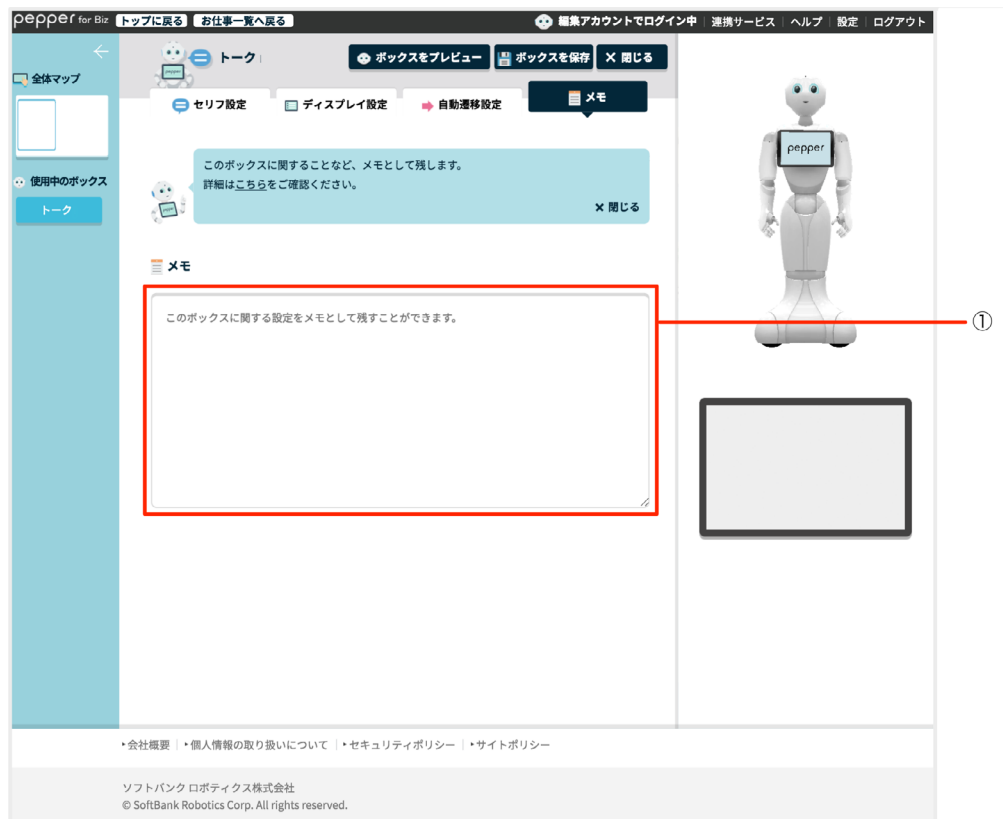 pepper for Biz トップに戻る お仕事一覧へ戻る 編集アカウントでログイン中 | 連携サービス | ヘルプ | 設定 | ログアウト
全体マップ
使用中のボックス
トーク
トーク ボックスをプレビュー ボックスを保存 × 閉じる
セリフ設定 ディスプレイ設定 自動遷移設定 メモ
このボックスに関することなど、メモとして残します。
詳細はこちらをご確認ください。
× 閉じる
メモ
このボックスに関する設定をメモとして残すことができます。
①
pepper
会社概要 | 個人情報の取り扱いについて | セキュリティポリシー | サイトポリシー
ソフトバンク ロボティクス株式会社
© SoftBank Robotics Corp. All rights reserved.